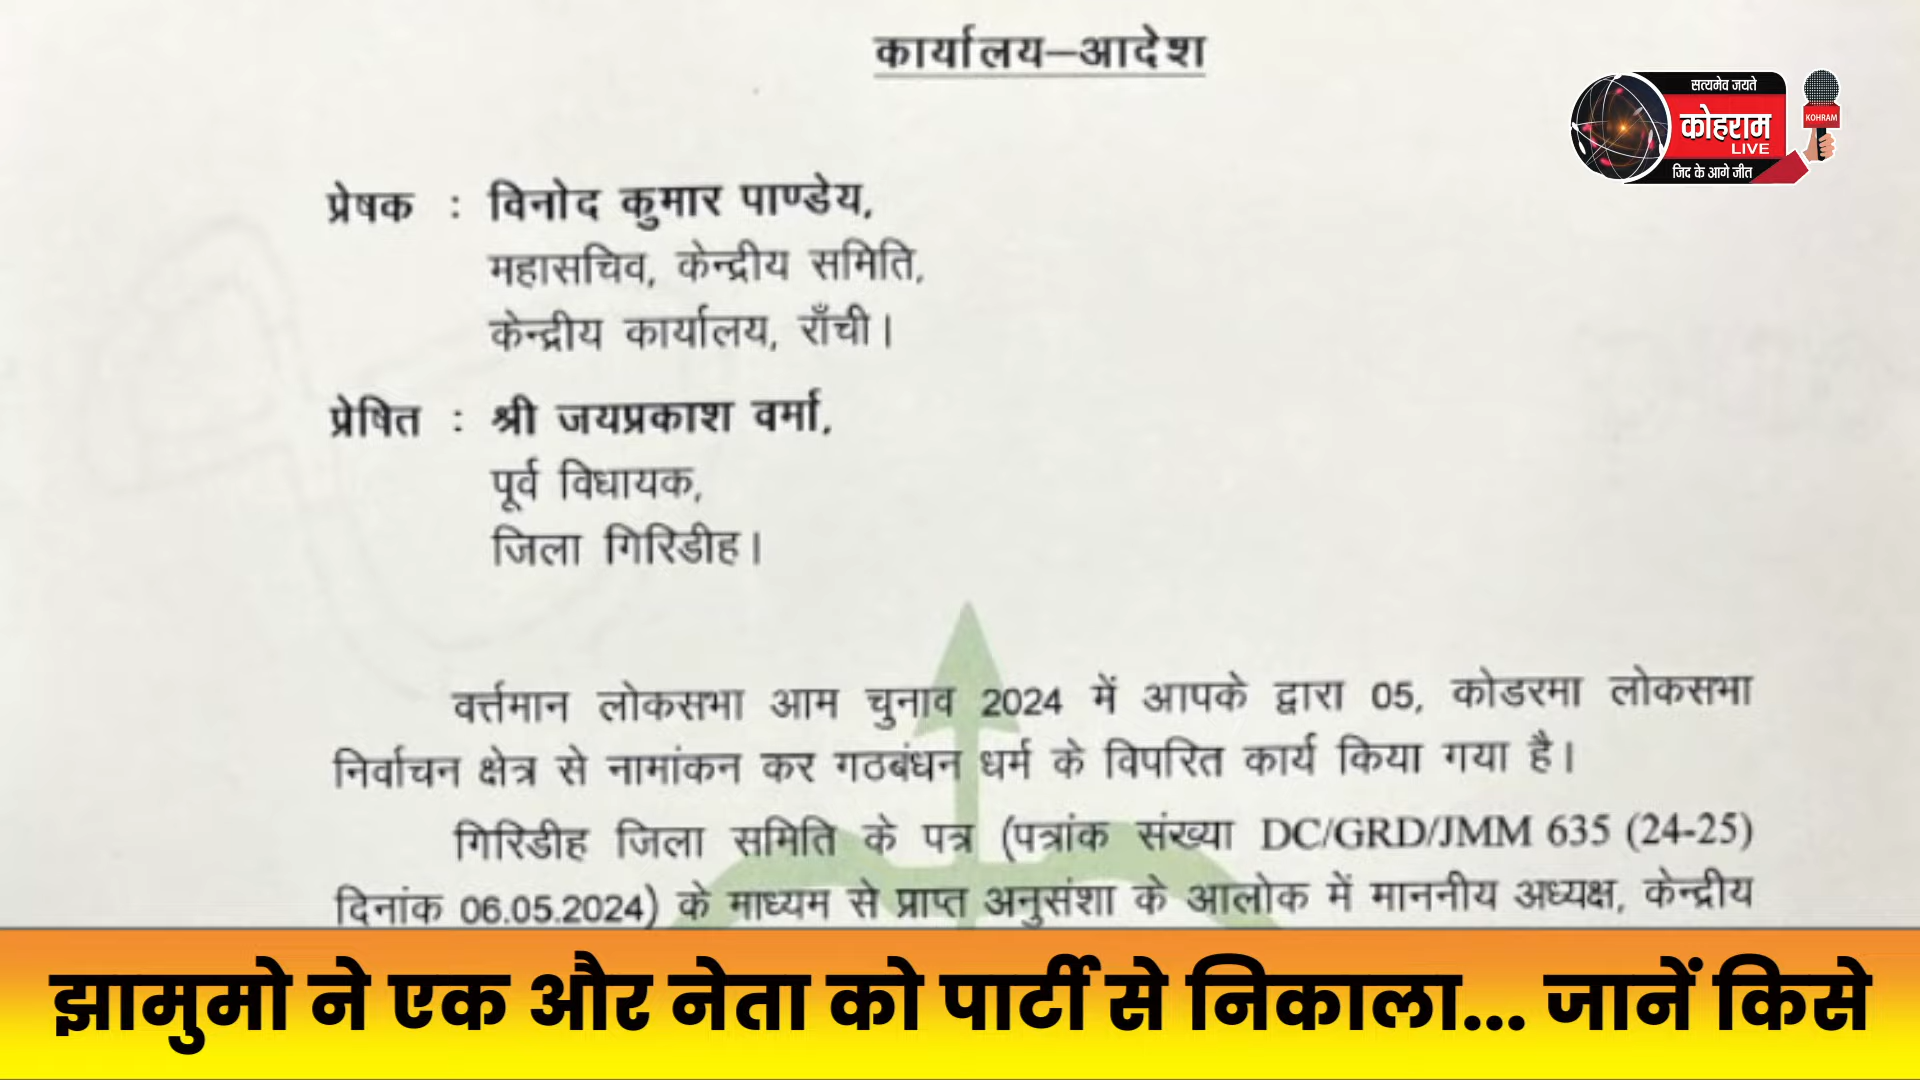 कार्यालय–आदेश
सत्यमेव जयते
कोहराम
LIVE
जिद के आगे जीत
KOHRAM
प्रेषक : विनोद कुमार पाण्डेय,
महासचिव, केन्द्रीय समिति,
केन्द्रीय कार्यालय, राँची।
प्रेषित : श्री जयप्रकाश वर्मा,
पूर्व विधायक,
जिला गिरिडीह।
वर्त्तमान लोकसभा आम चुनाव 2024 में आपके द्वारा 05, कोडरमा लोकसभा
निर्वाचन क्षेत्र से नामांकन कर गठबंधन धर्म के विपरित कार्य किया गया है।
गिरिडीह जिला समिति के पत्र (पत्रांक संख्या DC/GRD/JMM 635 (24-25)
दिनांक 06.05.2024) के माध्यम से प्राप्त अनुसंशा के आलोक में माननीय अध्यक्ष, केन्द्रीय
झामुमो ने एक और नेता को पार्टी से निकाला... जानें किसे